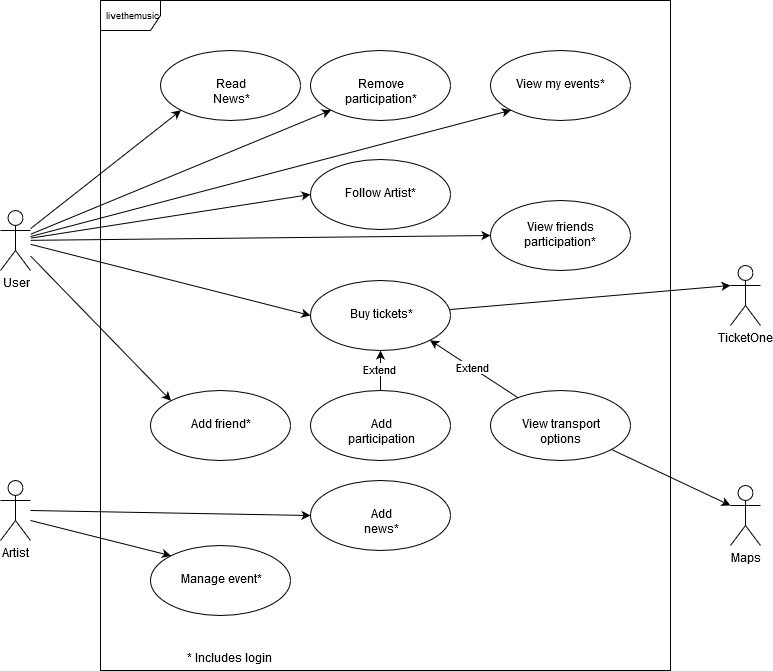 livethemusic
Read
News*
Remove
participation*
View my events*
Follow Artist*
View friends
participation*
User
Buy tickets*
TicketOne
Extend
Extend
Add friend*
Add
participation
View transport
options
Add
news*
Artist
Maps
Manage event*
* Includes login